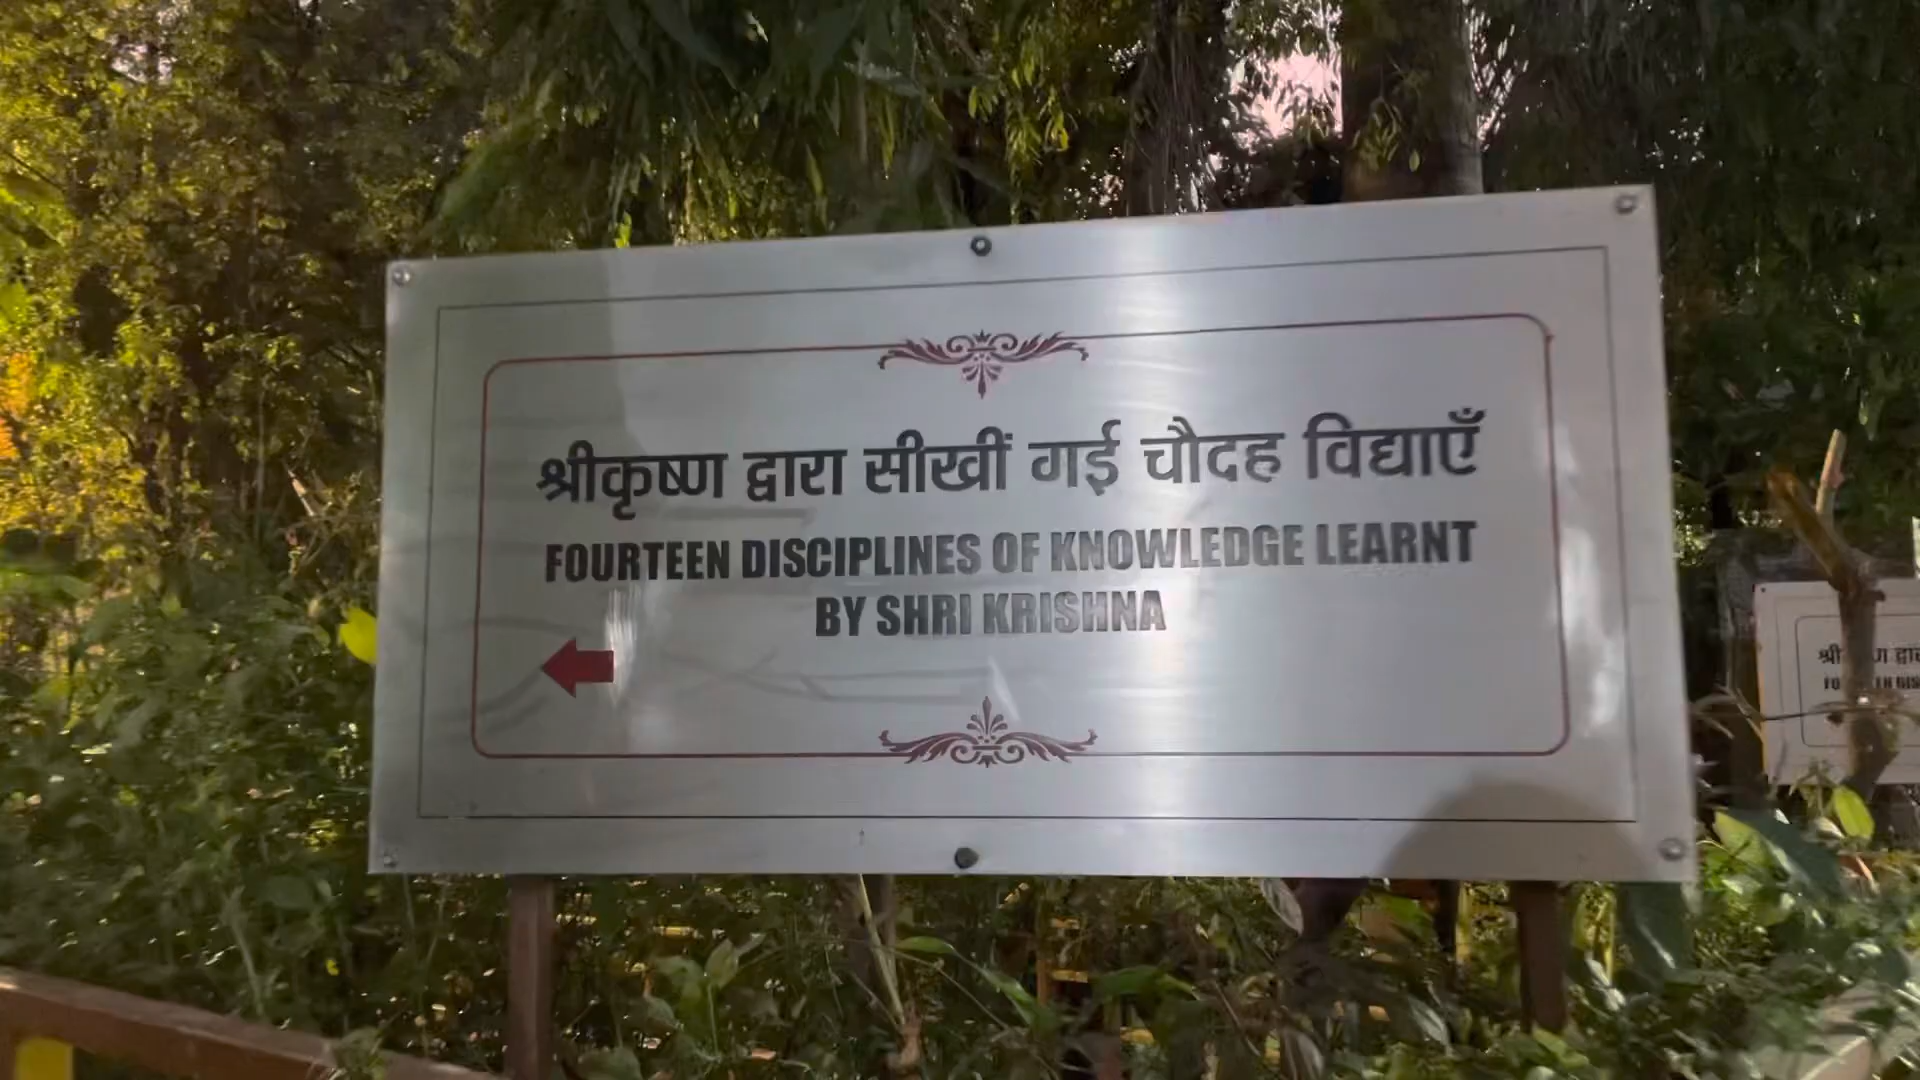 श्रीकृष्ण द्वारा सीखीं गई चौदह विद्याएँ
FOURTEEN DISCIPLINES OF KNOWLEDGE LEARNT
BY SHRI KRISHNA